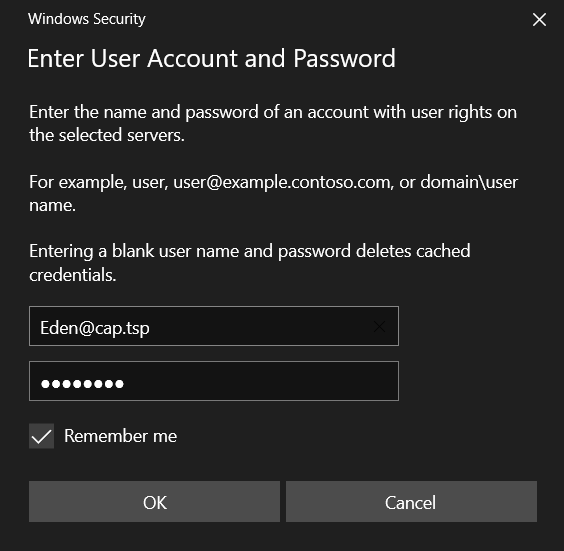 Windows Security
Enter User Account and Password
Enter the name and password of an account with user rights on
the selected servers.
For example, user, user@example.contoso.com, or domain\user
name.
Entering a blank user name and password deletes cached
credentials.
Eden@cap.tsp
●●●●●●●●
Remember me
OK
Cancel